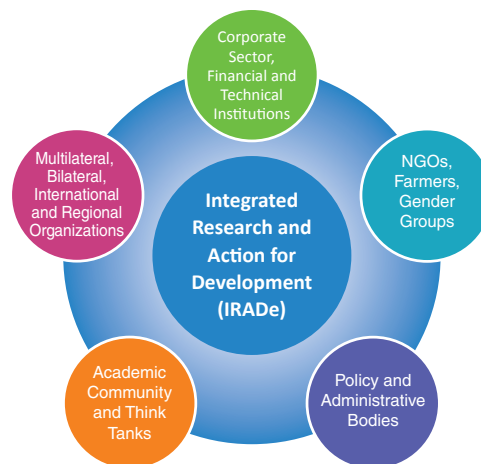 Corporate
Sector,
Financial and
Technical
Institutions
Multilateral,
Bilateral,
International
and Regional
Organizations
NGOs,
Farmers,
Gender
Groups
Integrated
Research and
Action for
Development
(IRADe)
Academic
Community
and Think
Tanks
Policy and
Administrative
Bodies